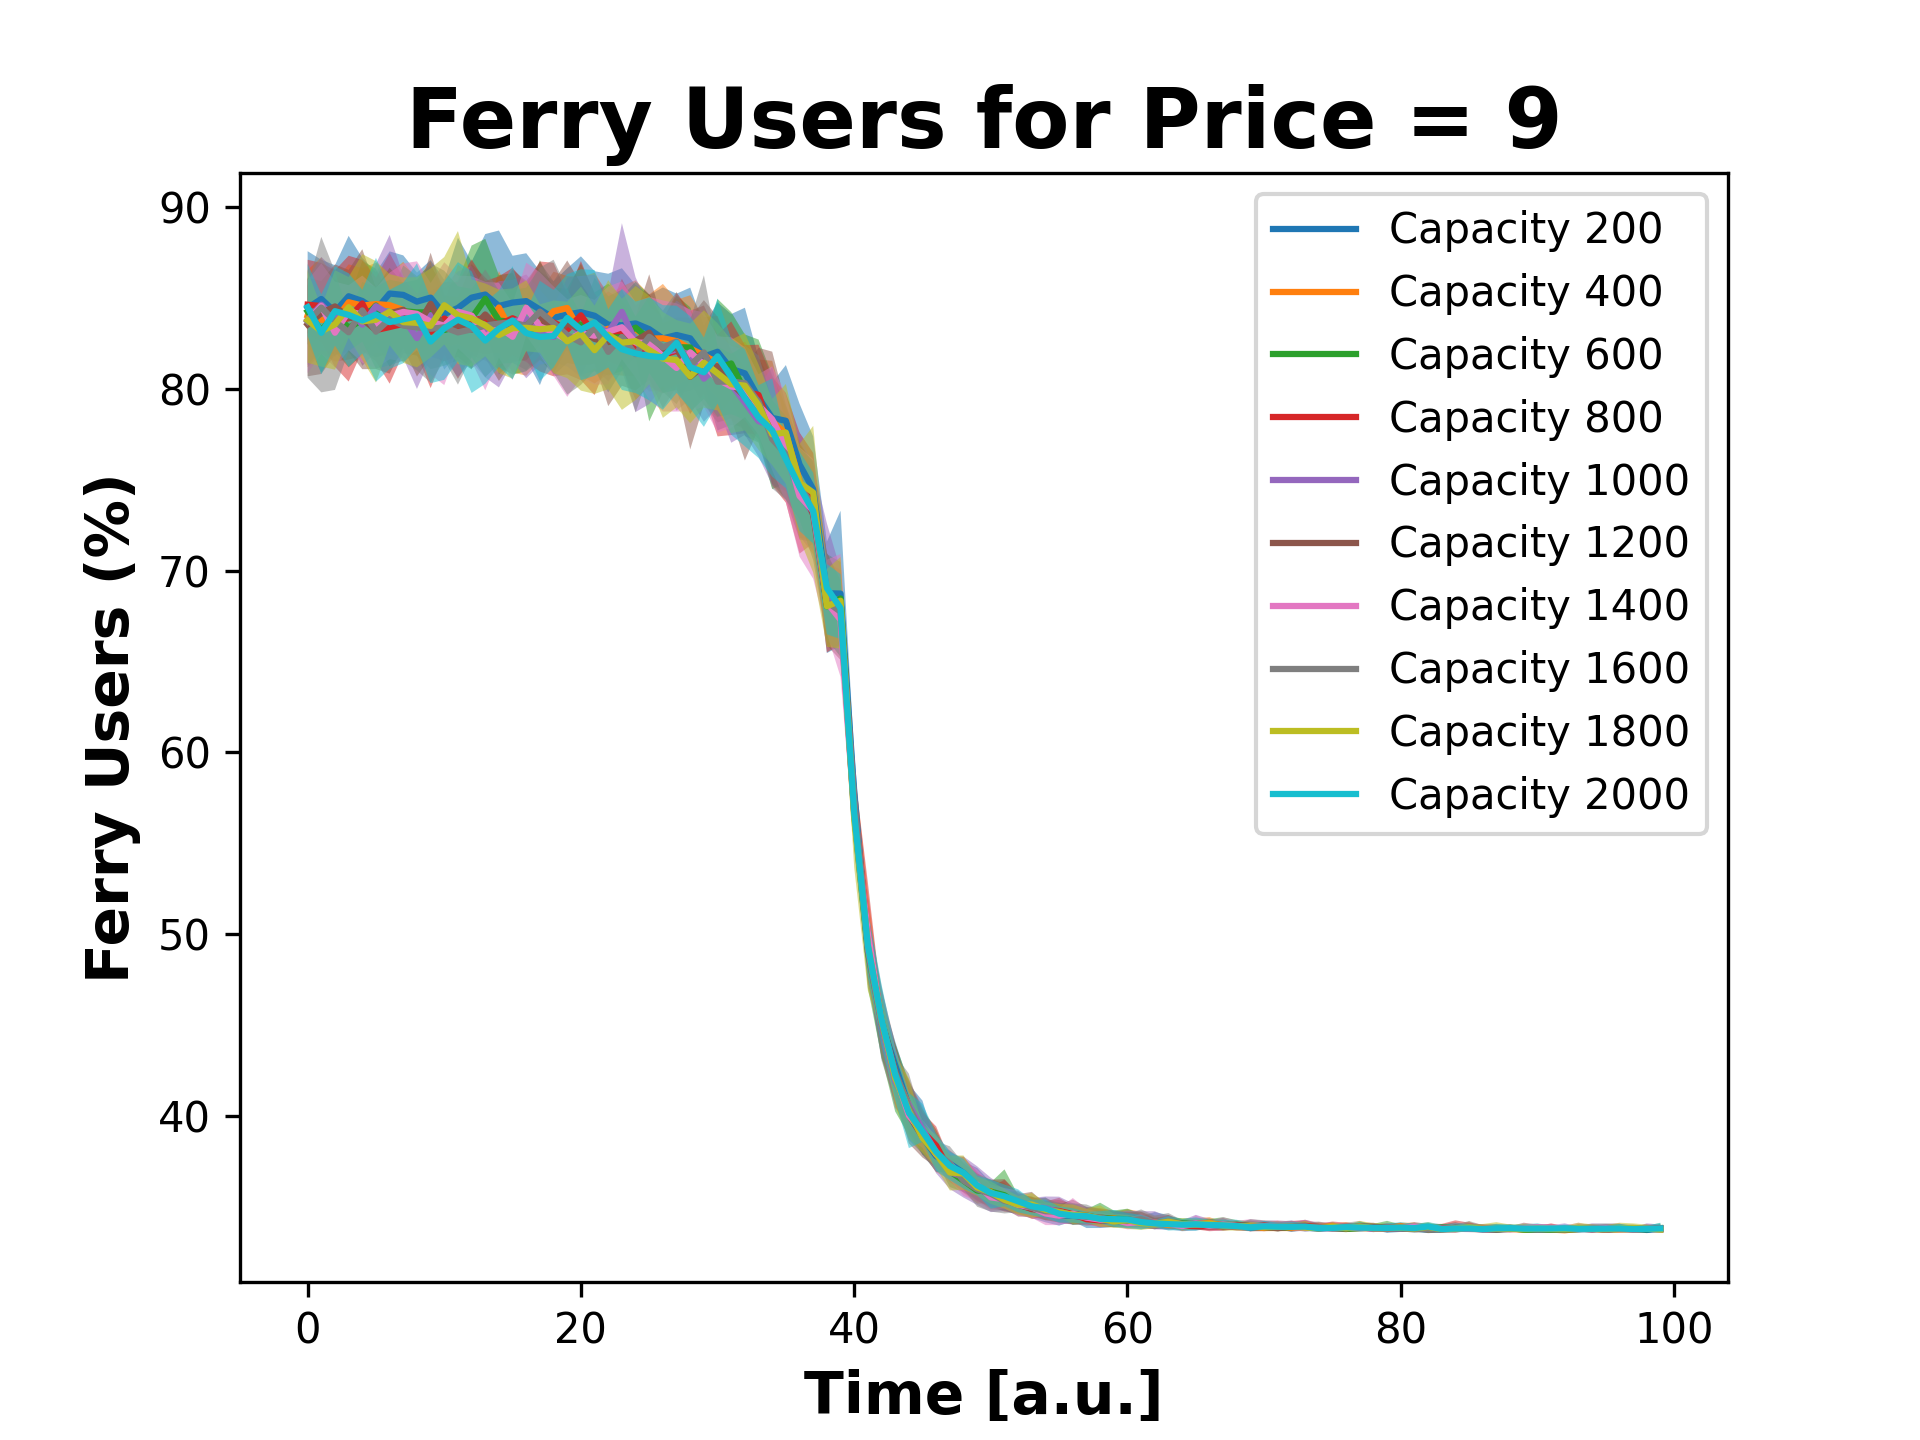 Ferry Users for Price = 9
Ferry Users (%)
90
80
70
60
50
40
Capacity 200
Capacity 400
Capacity 600
Capacity 800
Capacity 1000
Capacity 1200
Capacity 1400
Capacity 1600
Capacity 1800
Capacity 2000
0 20 40 60 80 100
Time [a.u.]